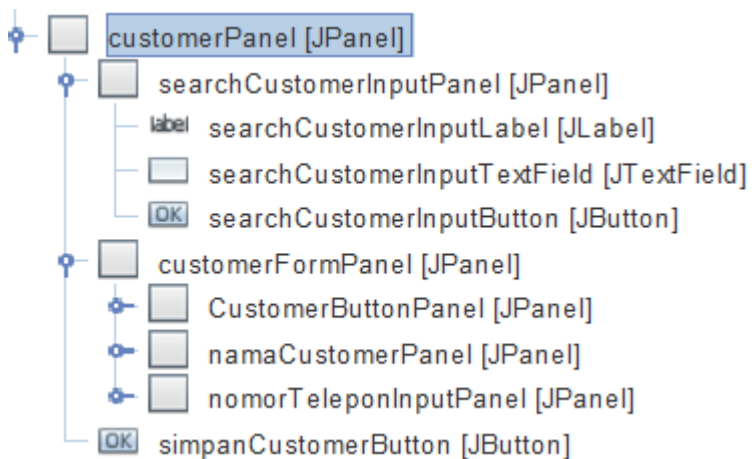 customerPanel [JPanel]
searchCustomerInputPanel [JPanel]
label searchCustomerInputLabel [JLabel]
searchCustomerInputTextField [JTextField]
OK searchCustomerInputButton [JButton]
customerFormPanel [JPanel]
CustomerButtonPanel [JPanel]
namaCustomerPanel [JPanel]
nomorTeleponInputPanel [JPanel]
OK simpanCustomerButton [JButton]